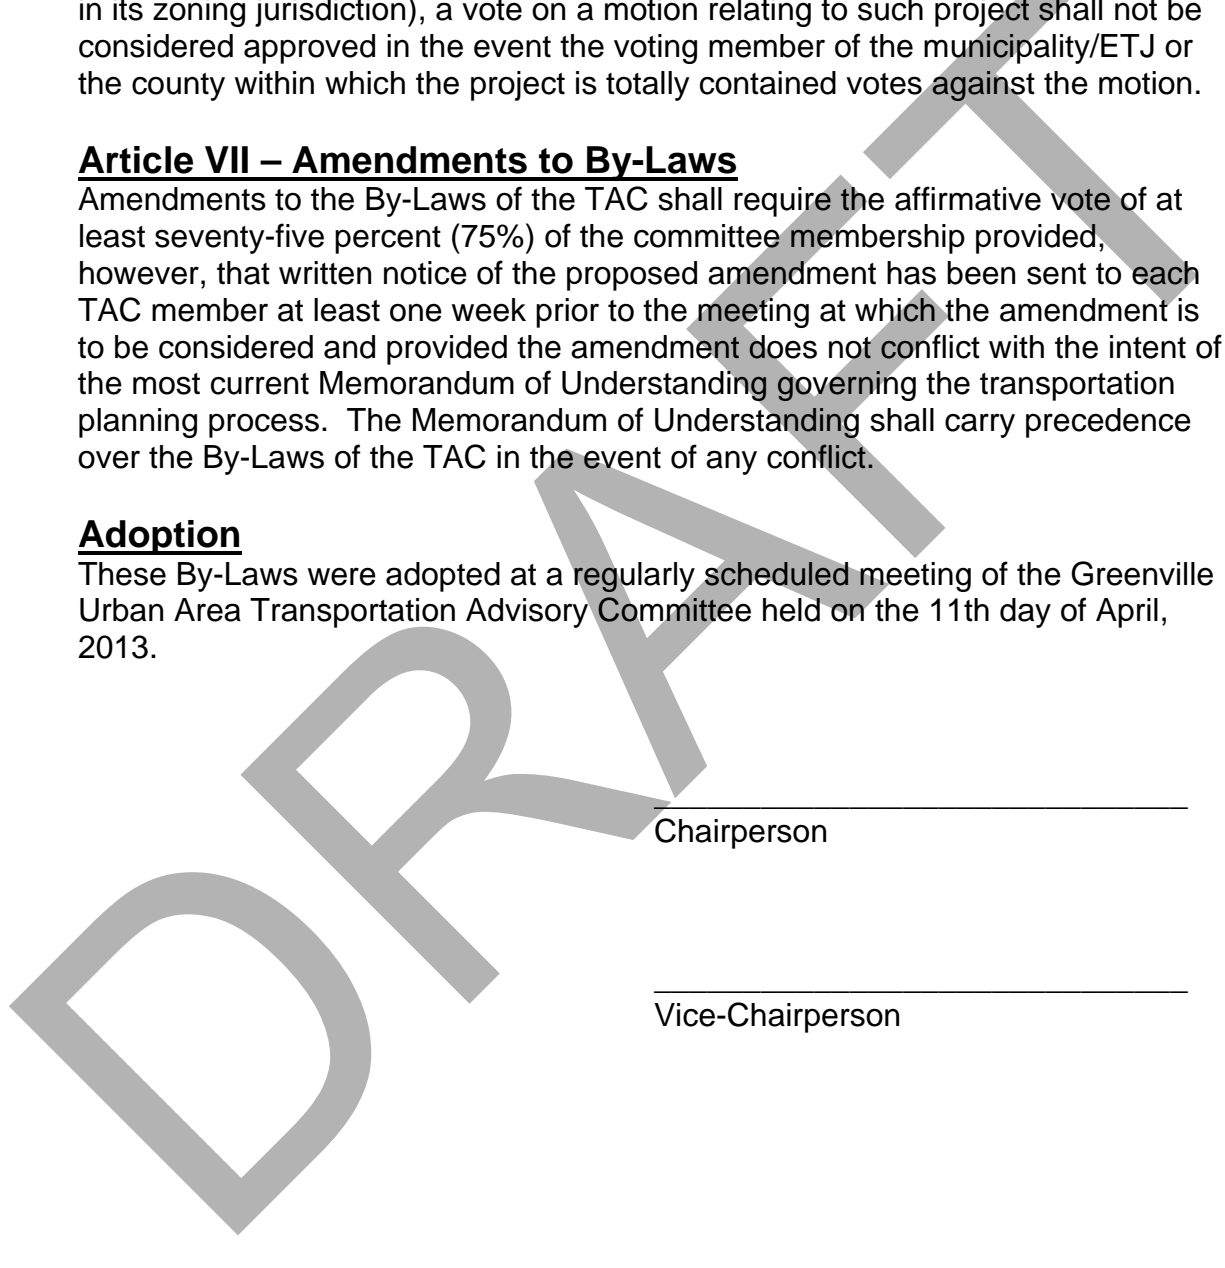 in its zoning jurisdiction), a vote on a motion relating to such project shall not be
considered approved in the event the voting member of the municipality/ETJ or
the county within which the project is totally contained votes against the motion.
Article VII – Amendments to By-Laws
Amendments to the By-Laws of the TAC shall require the affirmative vote of at
least seventy-five percent (75%) of the committee membership provided,
however, that written notice of the proposed amendment has been sent to each
TAC member at least one week prior to the meeting at which the amendment is
to be considered and provided the amendment does not conflict with the intent of
the most current Memorandum of Understanding governing the transportation
planning process.  The Memorandum of Understanding shall carry precedence
over the By-Laws of the TAC in the event of any conflict.
Adoption
These By-Laws were adopted at a regularly scheduled meeting of the Greenville
Urban Area Transportation Advisory Committee held on the 11th day of April,
2013.
______________________________
Chairperson
______________________________
Vice-Chairperson
DRAFT